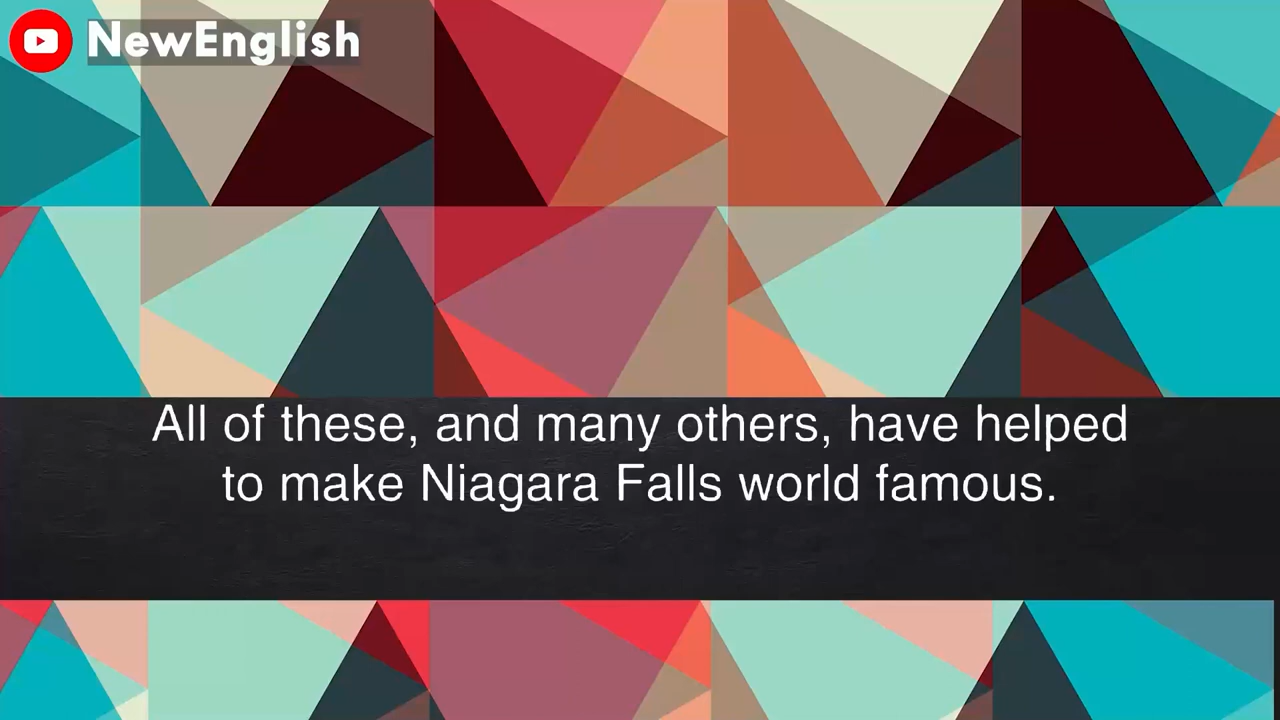 NewEnglish
All of these, and many others, have helped
to make Niagara Falls world famous.